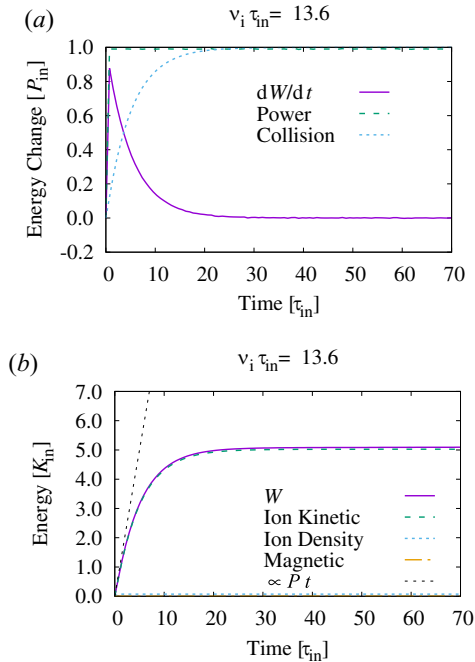 (a) ν_i τ_in= 13.6
Energy Change [P_in]
1.0
0.8
0.6
0.4
0.2
0.0
-0.2
dW/dt
Power
Collision
0 10 20 30 40 50 60 70
Time [τ_in]
(b) ν_i τ_in= 13.6
Energy [K_in]
7.0
6.0
5.0
4.0
3.0
2.0
1.0
0.0
W
Ion Kinetic
Ion Density
Magnetic
∝ P t
0 10 20 30 40 50 60 70
Time [τ_in]